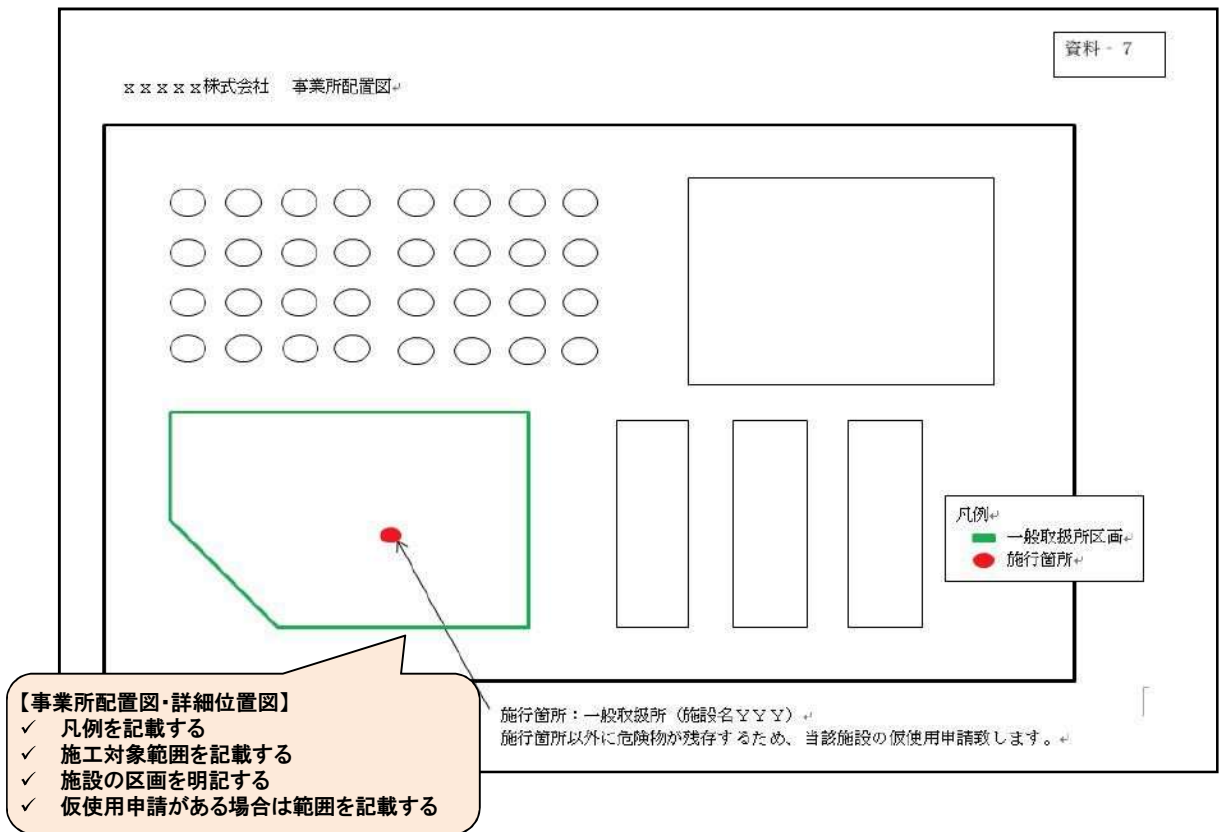 資料‐7
ｘｘｘｘｘ株式会社　事業所配置図↵
凡例↵
一般取扱所区画↵
施行箇所↵
施行箇所：一般取扱所（施設名ＹＹＹ）↵
施行箇所以外に危険物が残存するため、当該施設の仮使用申請致します。↵
【事業所配置図・詳細位置図】
✓ 凡例を記載する
✓ 施工対象範囲を記載する
✓ 施設の区画を明記する
✓ 仮使用申請がある場合は範囲を記載する